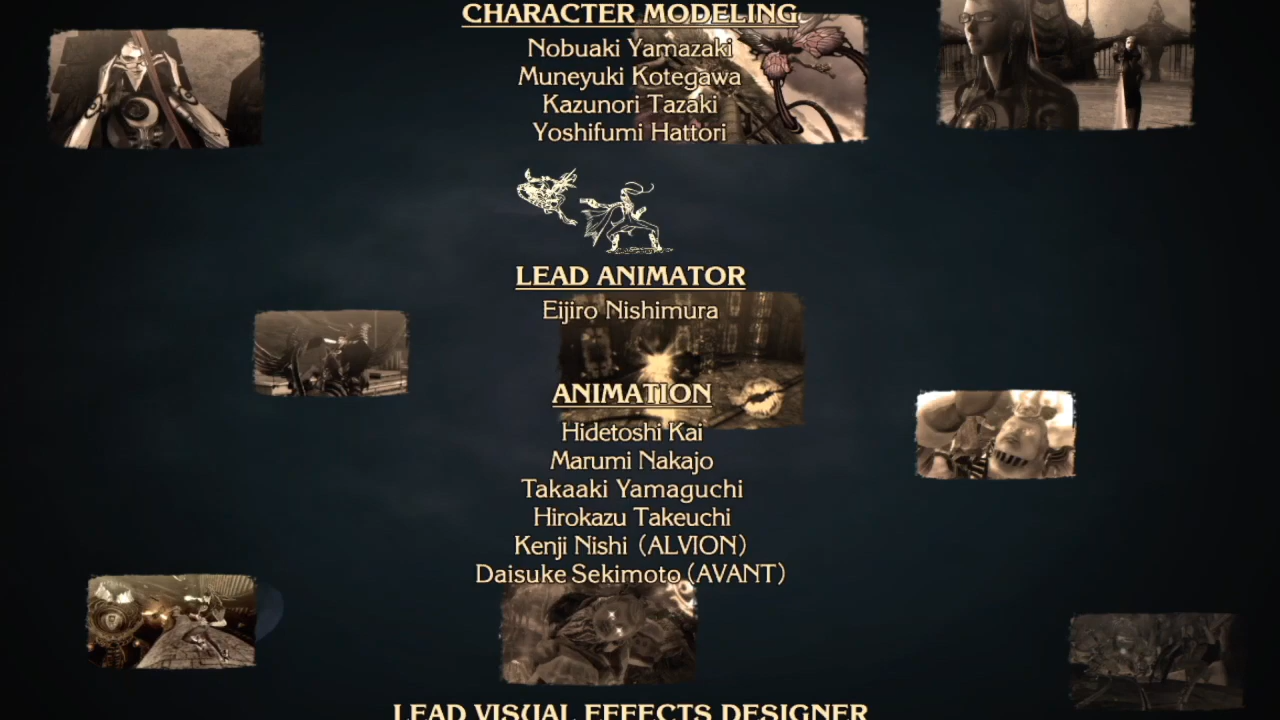 CHARACTER MODELING
Nobuaki Yamazaki
Muneyuki Kotegawa
Kazunori Tazaki
Yoshifumi Hattori
LEAD ANIMATOR
Eijiro Nishimura
ANIMATION
Hidetoshi Kai
Marumi Nakajo
Takaaki Yamaguchi
Hirokazu Takeuchi
Kenji Nishi (ALVION)
Daisuke Sekimoto (AVANT)
LEAD VISUAL EFFECTS DESIGNER